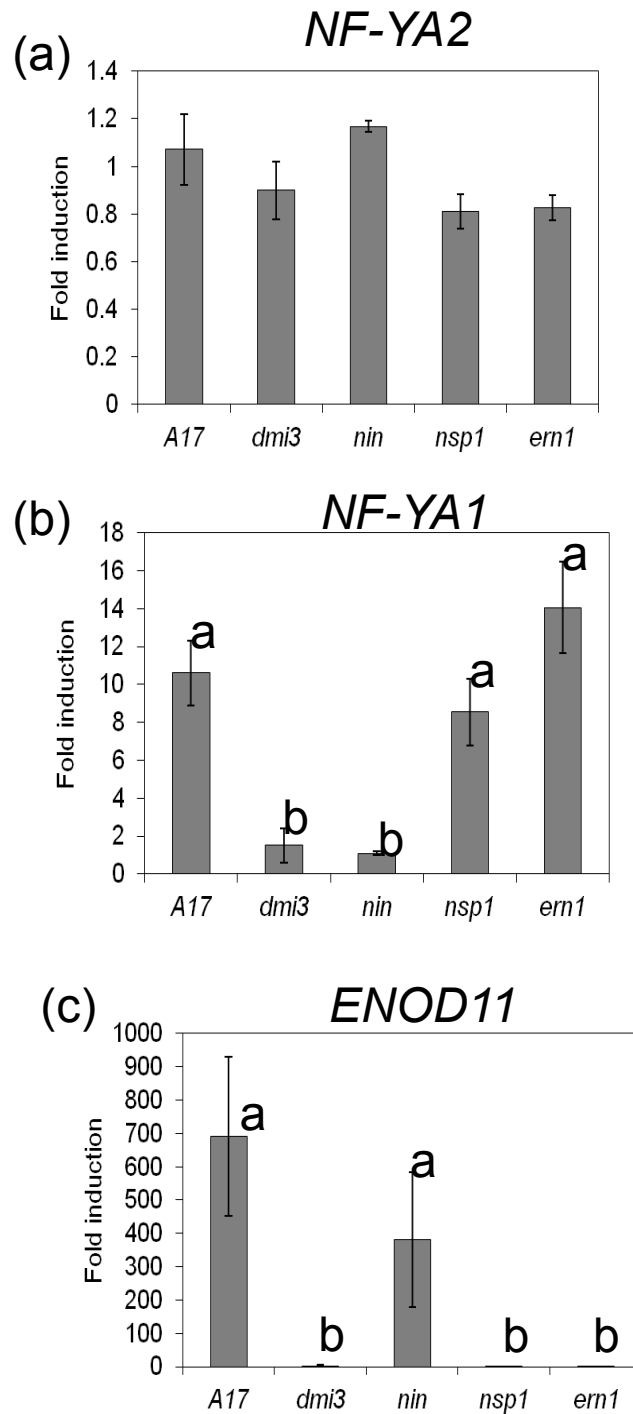 (a)
NF-YA2
Fold induction
1.4
1.2
1
0.8
0.6
0.4
0.2
0
A17 dmi3 nin nsp1 ern1
(b)
NF-YA1
Fold induction
18
16
14
12
10
8
6
4
2
0
a b b a a
A17 dmi3 nin nsp1 ern1
(c)
ENOD11
Fold induction
1000
900
800
700
600
500
400
300
200
100
0
a b a b b
A17 dmi3 nin nsp1 ern1